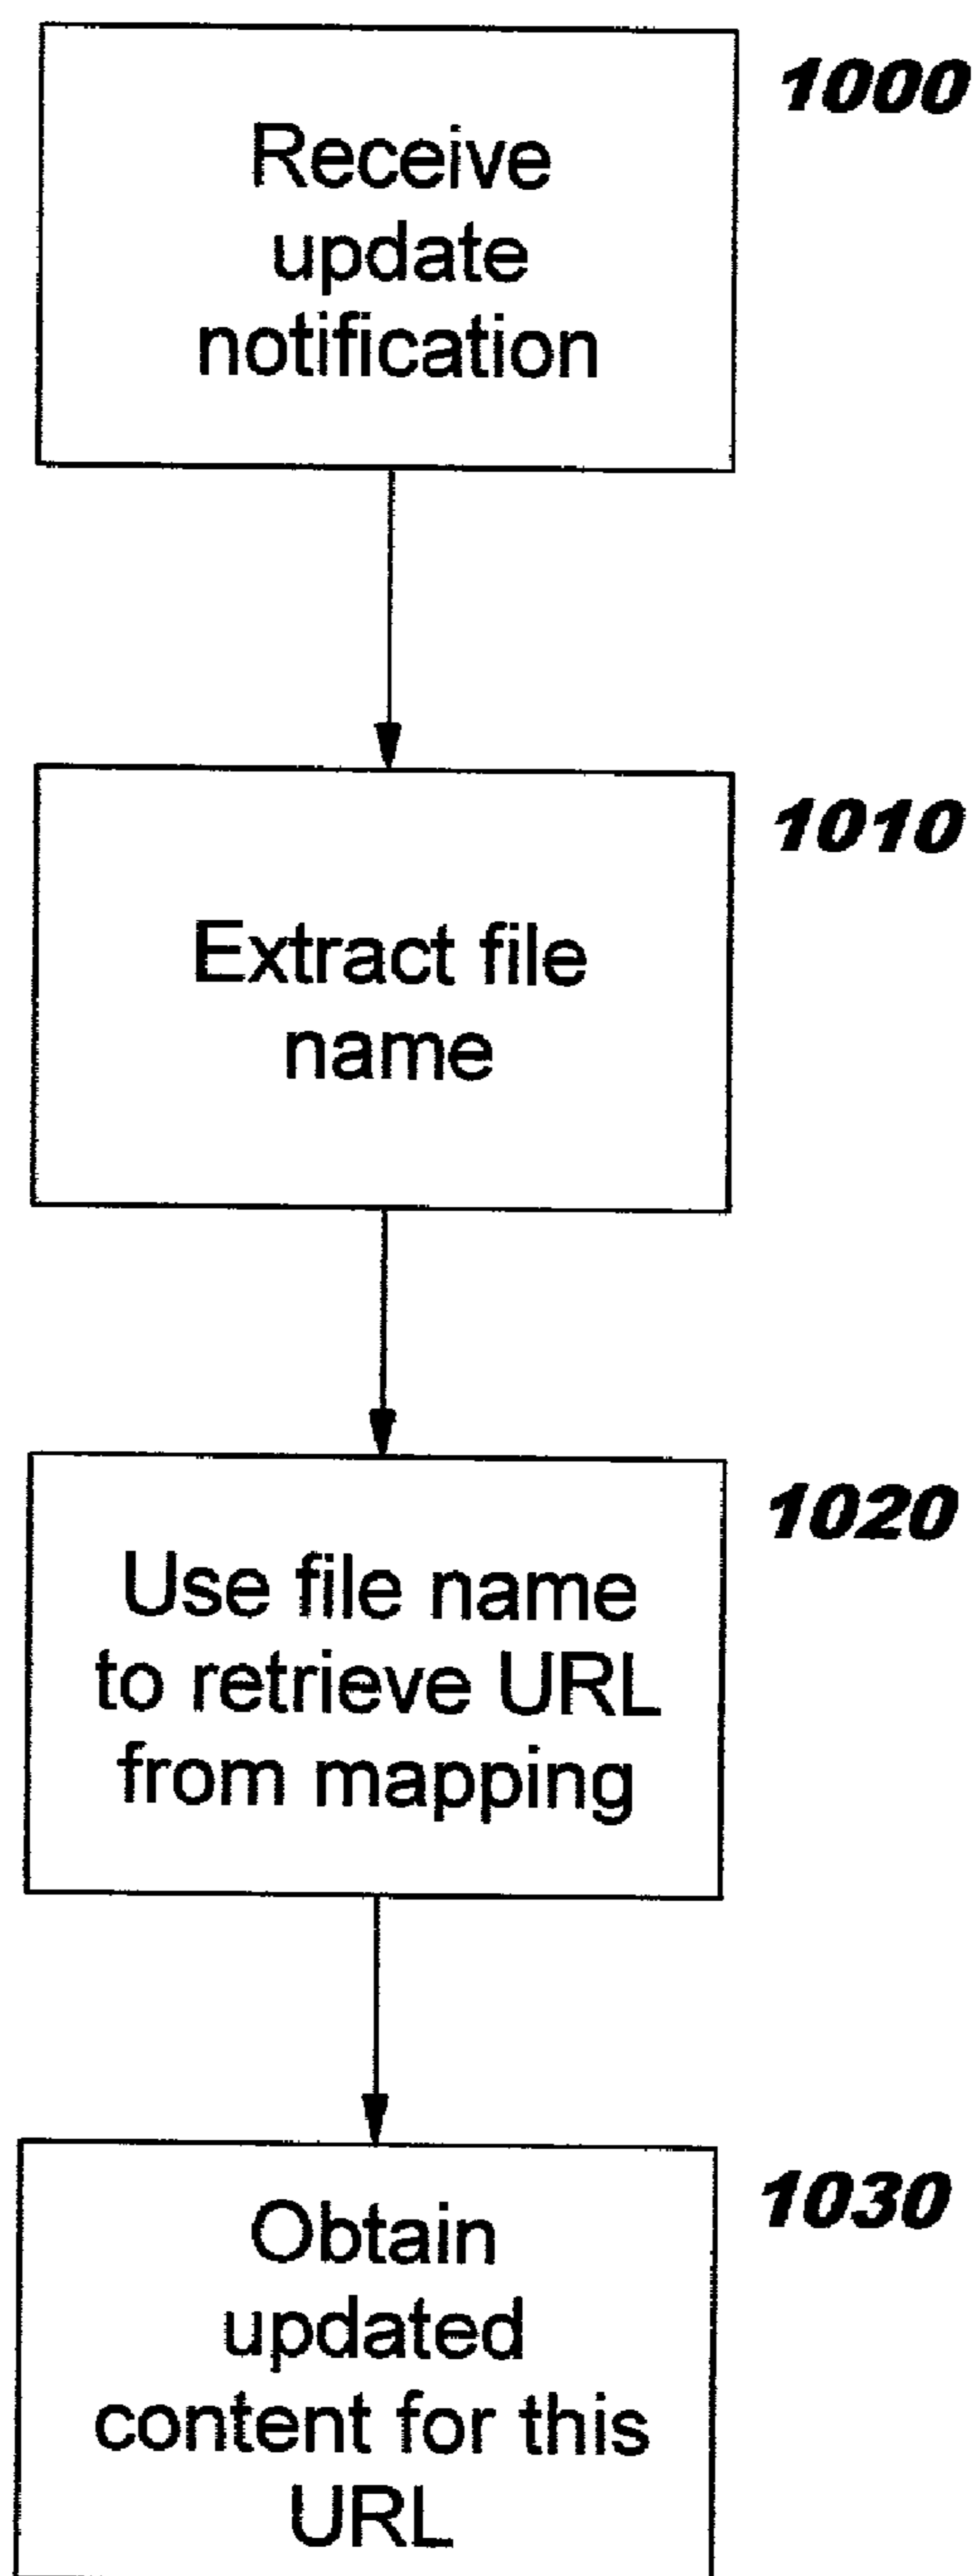 1000
Receive
update
notification
1010
Extract file
name
1020
Use file name
to retrieve URL
from mapping
1030
Obtain
updated
content for this
URL